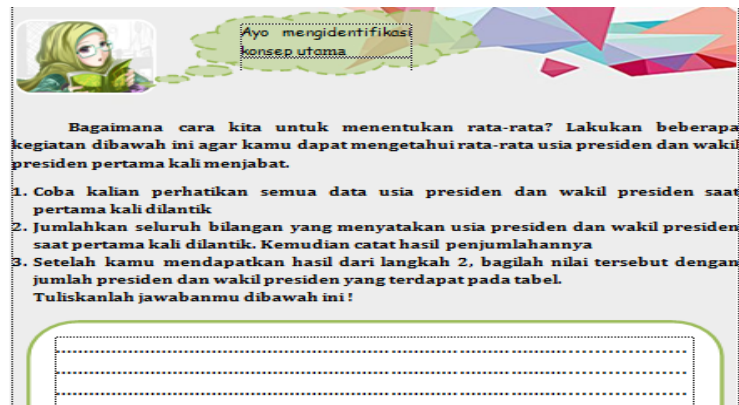 Ayo mengidentifikasi
konsep utama
Bagaimana cara kita untuk menentukan rata-rata? Lakukan beberapa
kegiatan dibawah ini agar kamu dapat mengetahui rata-rata usia presiden dan wakil
presiden pertama kali menjabat.
1. Coba kalian perhatikan semua data usia presiden dan wakil presiden saat
pertama kali dilantik
2. Jumlahkan seluruh bilangan yang menyatakan usia presiden dan wakil presiden
saat pertama kali dilantik. Kemudian catat hasil penjumlahannya
3. Setelah kamu mendapatkan hasil dari langkah 2, bagilah nilai tersebut dengan
jumlah presiden dan wakil presiden yang terdapat pada tabel.
Tuliskanlah jawabanmu dibawah ini !